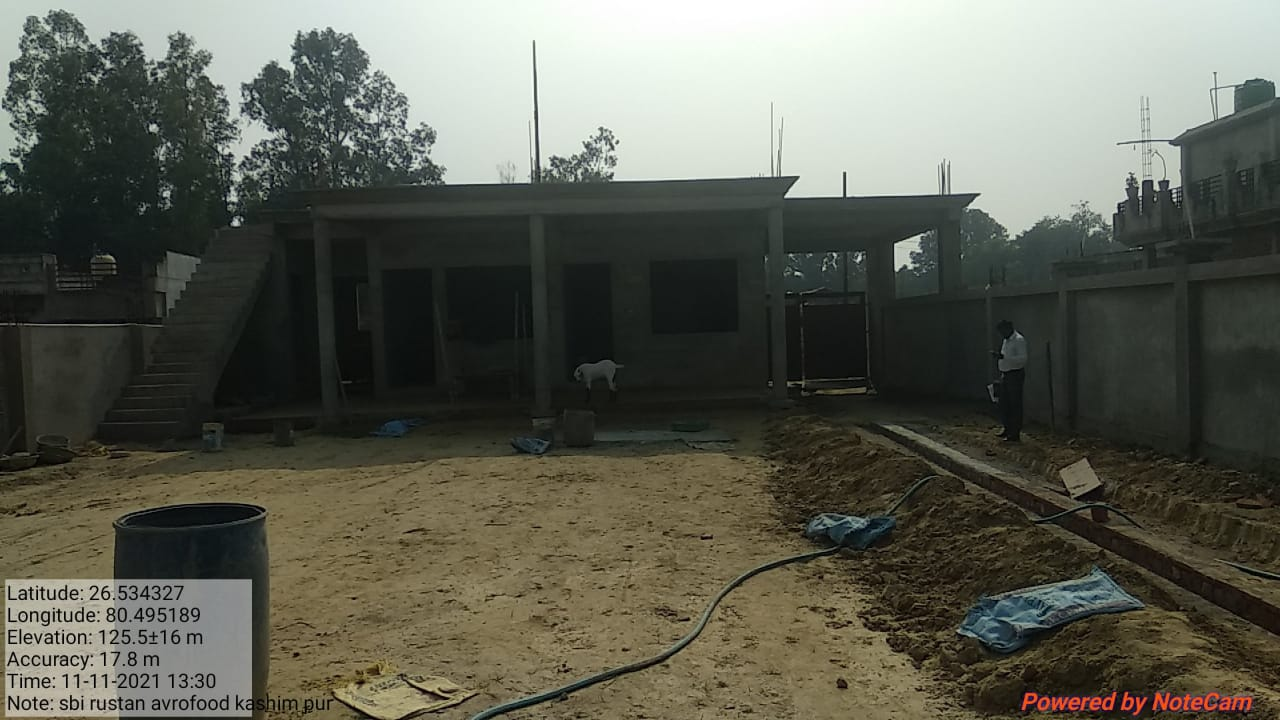 Latitude: 26.534327
Longitude: 80.495189
Elevation: 125.5±16 m
Accuracy: 17.8 m
Time: 11-11-2021 13:30
Note: sbi rustan avrofood kashim pur
Powered by NoteCam